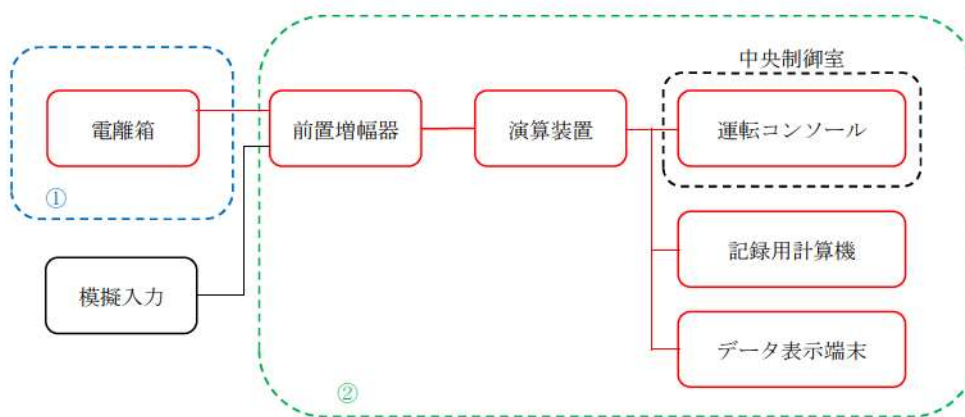 中央制御室
電離箱
前置増幅器
演算装置
運転コンソール
①
模擬入力
記録用計算機
データ表示端末
②